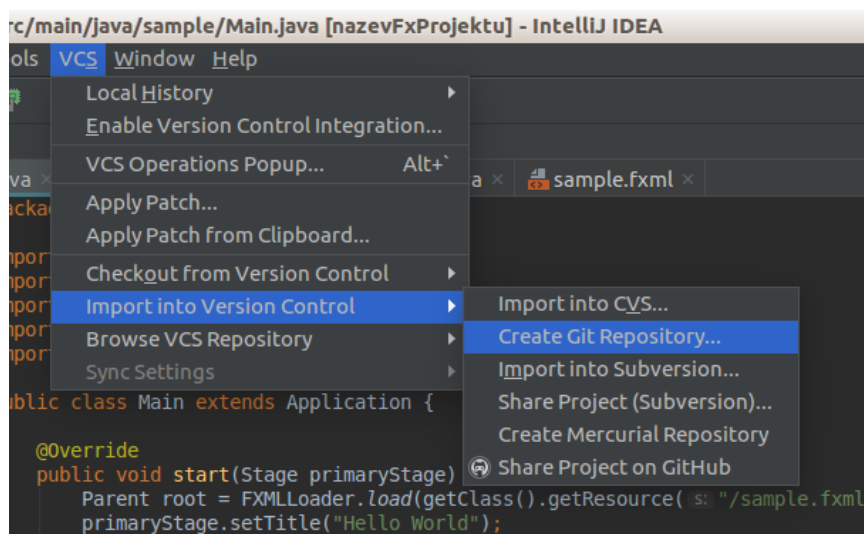 rc/main/java/sample/Main.java [nazevFxProjektu] - IntelliJ IDEA
ols VCS Window Help
Local History
Enable Version Control Integration...
VCS Operations Popup... Alt+`
va × a × sample.fxml ×
Apply Patch...
ackag
Apply Patch from Clipboard...
Checkout from Version Control
Import into Version Control
Import into CVS...
Browse VCS Repository
Create Git Repository...
Sync Settings
Import into Subversion...
ublic class Main extends Application {
Share Project (Subversion)...
Create Mercurial Repository
@Override
public void start(Stage primaryStage)
Share Project on GitHub
Parent root = FXMLLoader.load(getClass().getResource( s: "/sample.fxml
primaryStage.setTitle("Hello World");